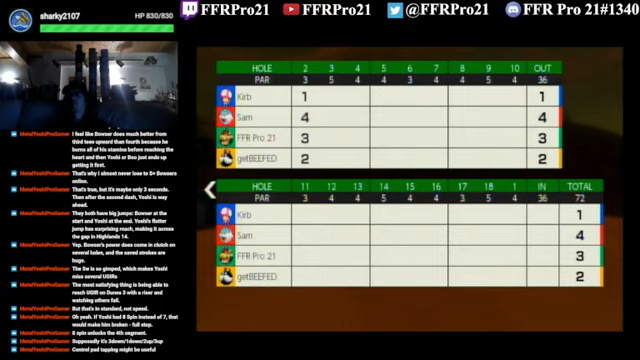 sharky2107
HP 830/830
FFRPro21
FFRPro21
@FFRPro21
FFR Pro 21#1340
HOLE 2 3 4 5 6 7 8 9 10 OUT
PAR 3 5 4 4 3 4 4 5 4 36
Kirb 1 1
Sam 4 4
FFR Pro 21 3 3
getBEEFED 2 2
HOLE 11 12 13 14 15 16 17 18 1 IN TOTAL
PAR 3 4 4 5 4 4 3 5 4 36 72
Kirb 1
Sam 4
FFR Pro 21 3
getBEEFED 2
MetalYoshiProGamer I feel like Bowser does much better from
third tees upward than fourth because he
burns all of his stamina before reaching the
heart and then Yoshi or Boo just ends up
getting it first.
MetalYoshiProGamer That's why I almost never lose to 5+ Bowsers
online.
MetalYoshiProGamer That's true, but it's maybe only 3 seconds.
Then after the second dash, Yoshi is way
ahead.
MetalYoshiProGamer They both have big jumps: Bowser at the
start and Yoshi at the end. Yoshi's flutter
jump has surprising reach, making it across
the gap in Highlands 14.
MetalYoshiProGamer Yep. Bowser's power does come in clutch on
several holes, and the saved strokes are
huge.
MetalYoshiProGamer The 5w is so gimped, which makes Yoshi
miss several UGIRs
MetalYoshiProGamer The most satisfying thing is being able to
reach UGIR on Dunes 3 with a riser and
watching others fail.
MetalYoshiProGamer But that's in standard, not speed.
MetalYoshiProGamer Oh yeah. If Yoshi had 8 Spin instead of 7, that
would make him broken - full stop.
MetalYoshiProGamer 8 spin unlocks the 4th segment.
MetalYoshiProGamer Supposedly it's 3down/1down/2up/3up
MetalYoshiProGamer Control pad tapping might be useful